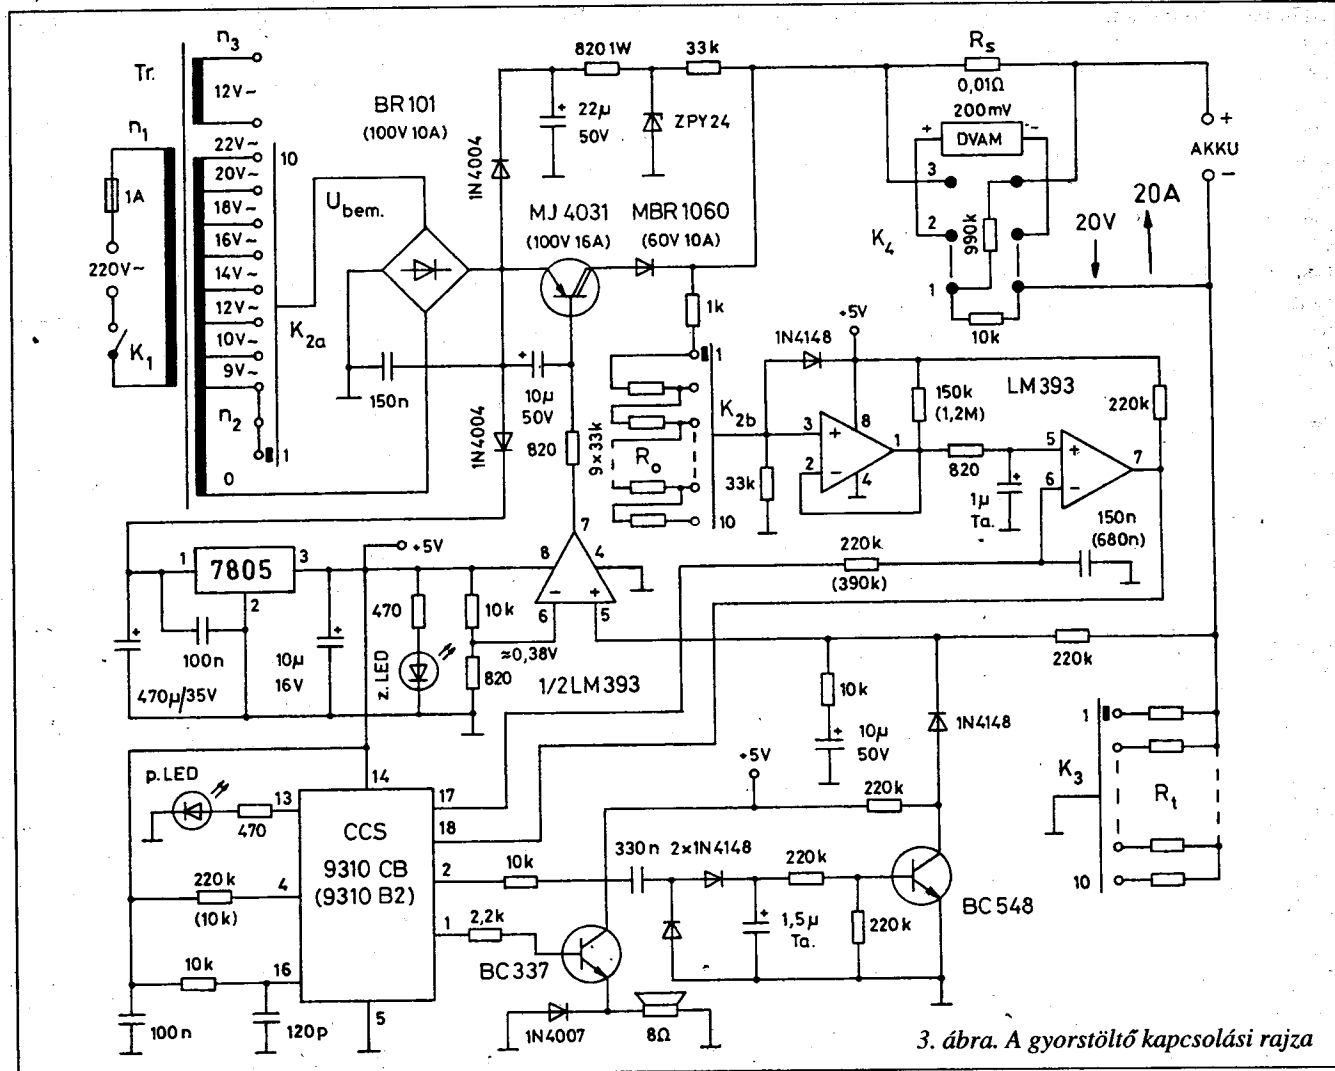 n3
Tr.
12V~
n1
22V~
10
20V~
18V~
16V~
14V~
12V~
10V~
9V~
n2
1
0
1A
220V~
K1
K2a
Ubem.
BR101
(100V 10A)
150n
1N4004
1N4004
820 1W
33k
+
22µ
50V
ZPY24
MJ 4031
(100V 16A)
MBR1060
(60V 10A)
+
10µ
50V
820
1k
1
9×33k
Ro
10
K2b
33k
Rs
0,01Ω
200mV
+
DVAM
-
3
2
1
K4
990k
10k
20V
20A
+
AKKU
-
1N4148
+5V
3
+
8
1
2
-
4
150k
(1,2M)
LM393
820
+
1µ
Ta.
5
+
7
6
-
220k
150n
(680n)
220k
(390k)
1
7805
3
2
+5V
+
100n
470µ/35V
+
10µ
16V
470
z.LED
10k
≈0,38V
820
7
8
4
-
+
6
5
1/2LM393
220k
10k
+
10µ
50V
1N4148
+5V
220k
K3
1
Rt
10
p.LED
470
13
14
17
18
2
1
4
16
5
CCS
9310 CB
(9310 B2)
220k
(10k)
10k
100n
120p
10k
2,2k
BC337
1N4007
8Ω
330n
2×1N4148
+
1,5µ
Ta.
220k
220k
BC548
3. ábra. A gyorstöltő kapcsolási rajza